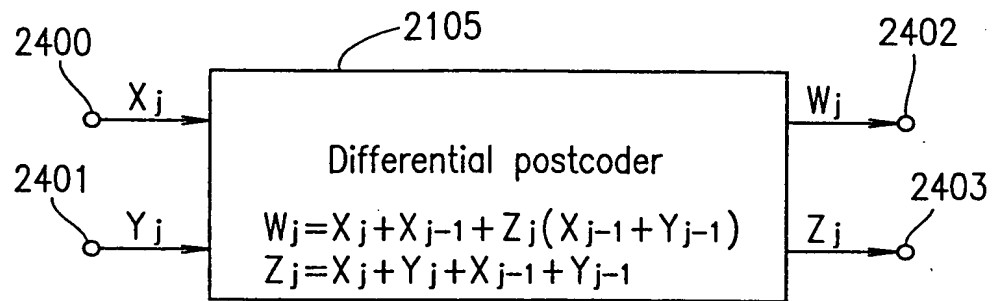 2105
2400
2402
Xj
Wj
Differential postcoder
2401
2403
Yj
Zj
Wj=Xj+Xj-1+Zj(Xj-1+Yj-1)
Zj=Xj+Yj+Xj-1+Yj-1